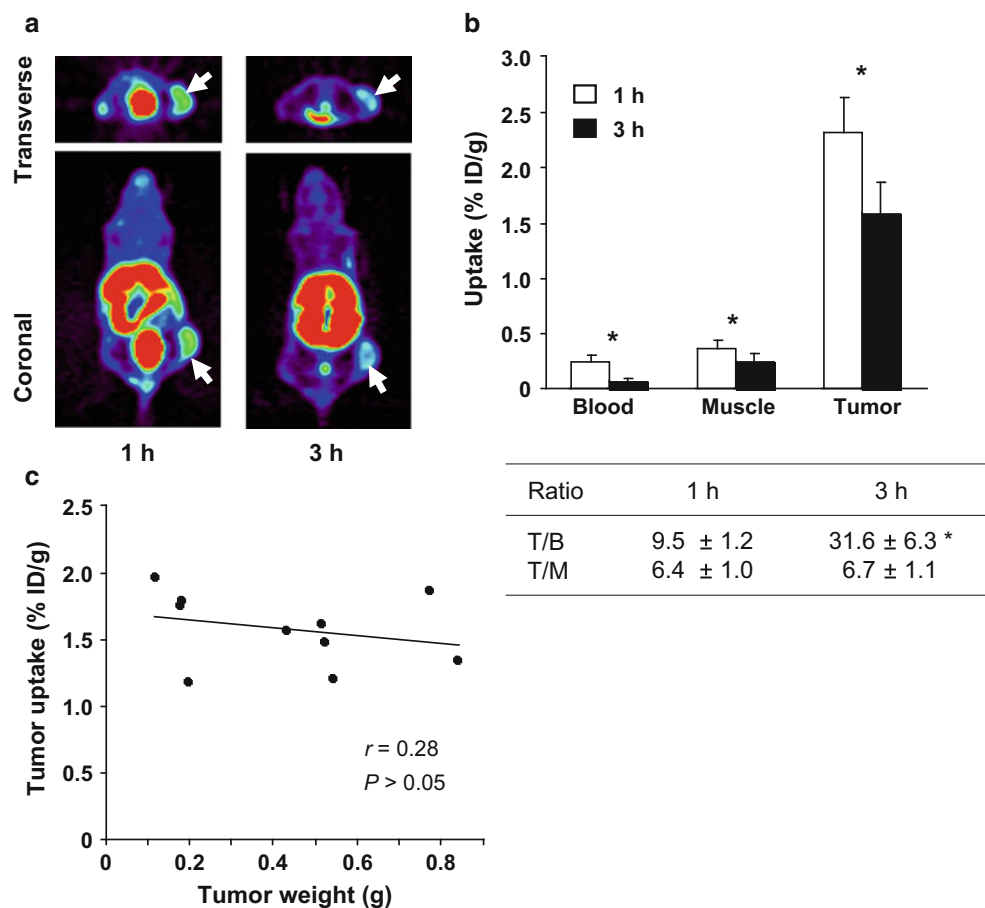 a
Transverse
Coronal
1 h
3 h
b
Uptake (% ID/g)
3.0
2.5
2.0
1.5
1.0
0.5
0
1 h
3 h
*
*
*
Blood
Muscle
Tumor
Ratio 1 h 3 h
T/B 9.5 ± 1.2 31.6 ± 6.3 *
T/M 6.4 ± 1.0 6.7 ± 1.1
c
Tumor uptake (% ID/g)
2.5
2.0
1.5
1.0
0.5
0
r = 0.28
P > 0.05
0 0.2 0.4 0.6 0.8
Tumor weight (g)